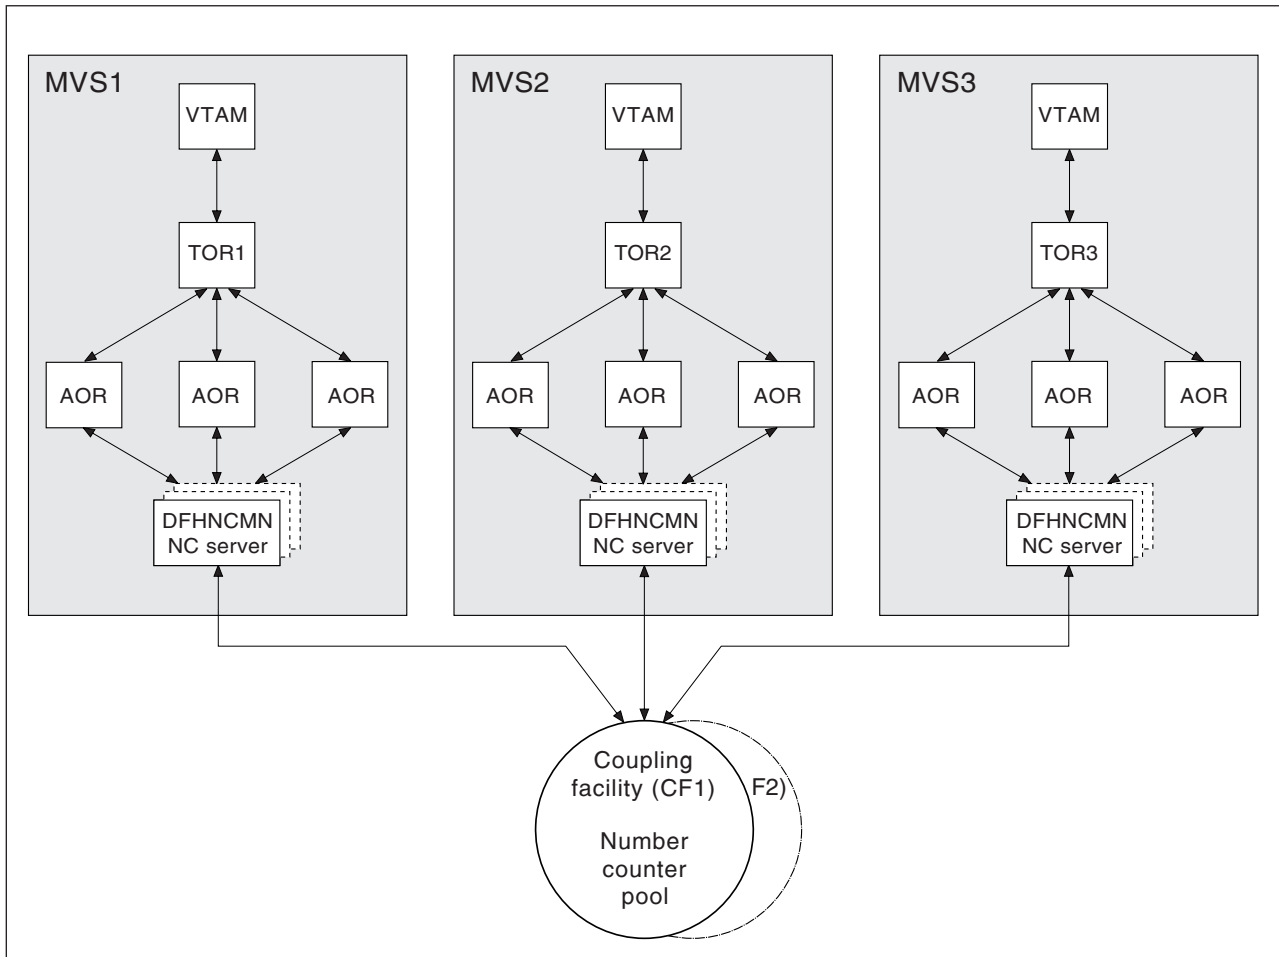 MVS1
VTAM
TOR1
AOR
AOR
AOR
DFHNCMN
NC server
MVS2
VTAM
TOR2
AOR
AOR
AOR
DFHNCMN
NC server
MVS3
VTAM
TOR3
AOR
AOR
AOR
DFHNCMN
NC server
Coupling
facility (CF1)
F2)
Number
counter
pool